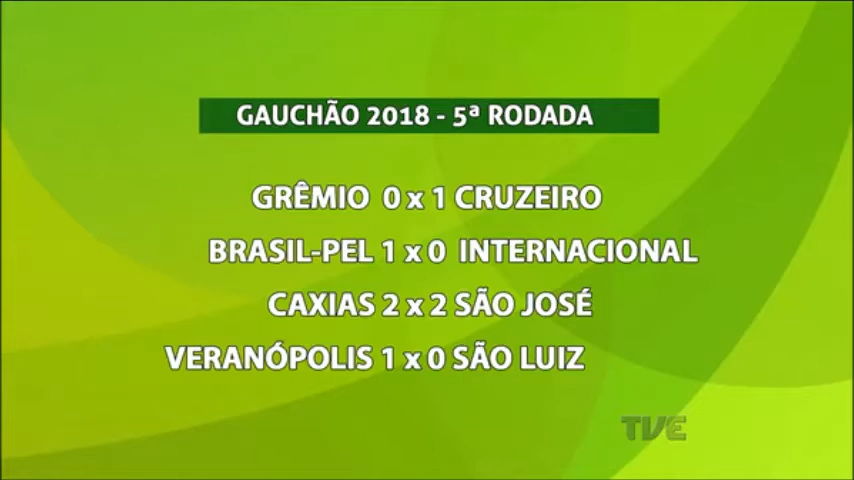 GAUCHÃO 2018 - 5ª RODADA
GRÊMIO 0 x 1 CRUZEIRO
BRASIL-PEL 1 x 0 INTERNACIONAL
CAXIAS 2 x 2 SÃO JOSÉ
VERANÓPOLIS 1 x 0 SÃO LUIZ
TVE